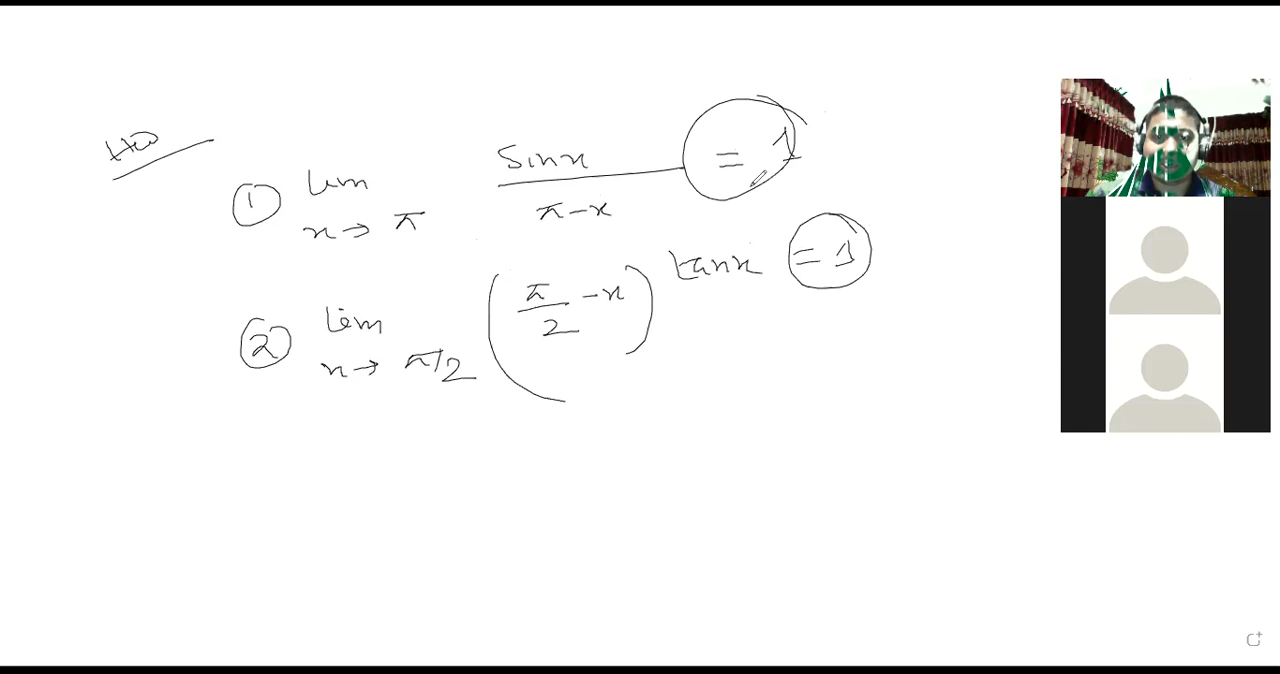 HW
① lim x→π sinx / π-x = 1
② lim x→π/2 (π/2 - x) tanx = 1